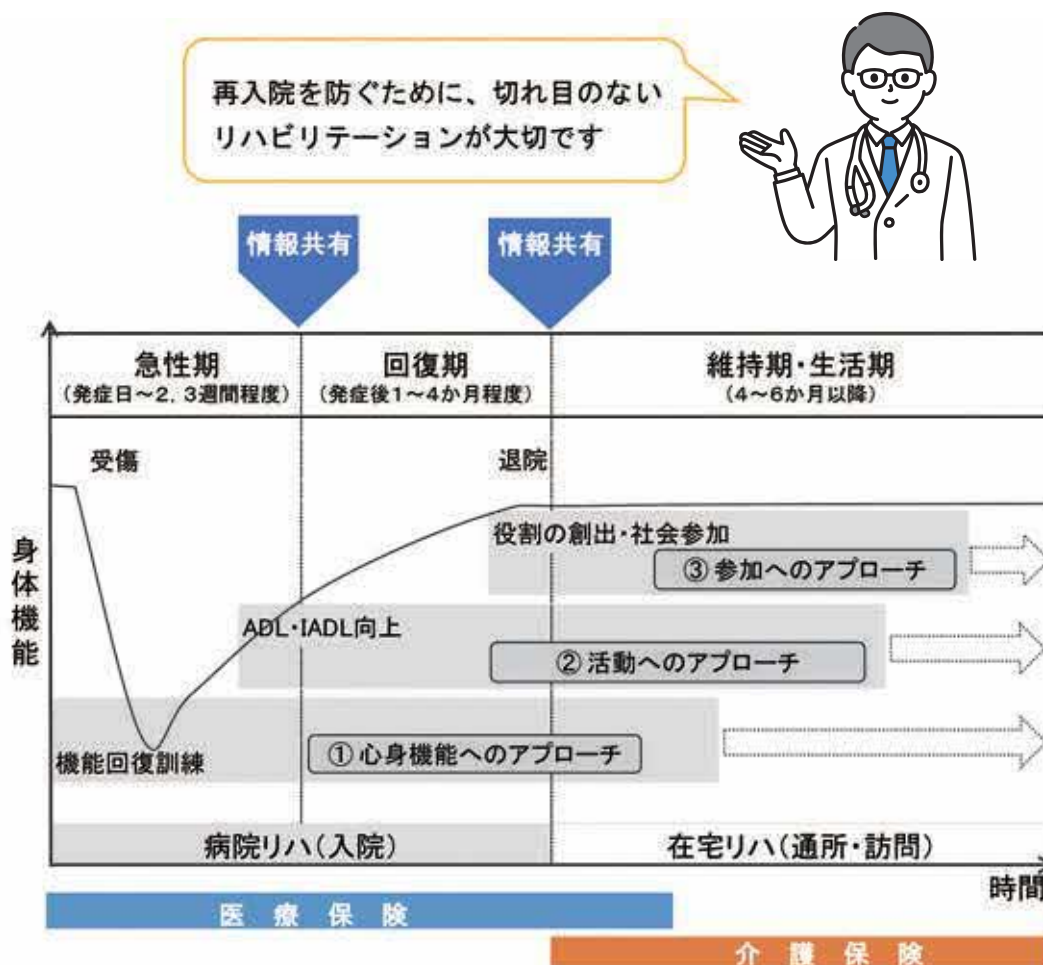 再入院を防ぐために、切れ目のない
リハビリテーションが大切です
情報共有
情報共有
急性期
(発症日～2, 3週間程度)
回復期
(発症後1～4か月程度)
維持期・生活期
(4～6か月以降)
受傷
退院
身体機能
役割の創出・社会参加
③ 参加へのアプローチ
ADL・IADL向上
② 活動へのアプローチ
機能回復訓練
① 心身機能へのアプローチ
病院リハ(入院)
在宅リハ(通所・訪問)
時間
医療保険
介護保険